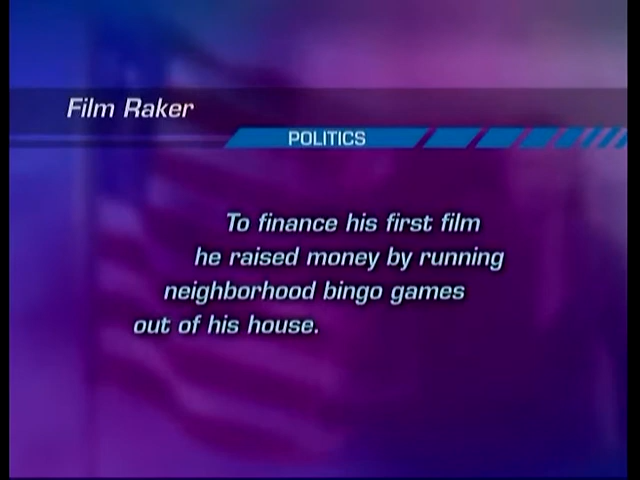 Film Raker
POLITICS
To finance his first film
he raised money by running
neighborhood bingo games
out of his house.